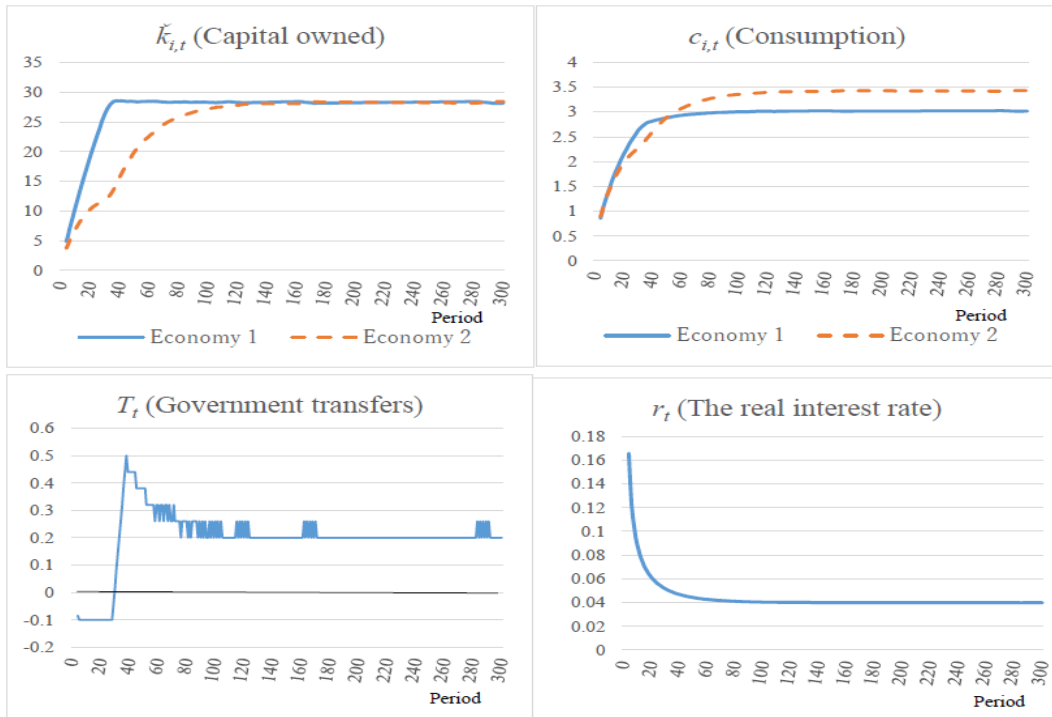 ǩi,t (Capital owned)
35
30
25
20
15
10
5
0
0 20 40 60 80 100 120 140 160 180 200 220 240 260 280 300
Period
Economy 1 Economy 2
ci,t (Consumption)
4
3.5
3
2.5
2
1.5
1
0.5
0
0 20 40 60 80 100 120 140 160 180 200 220 240 260 280 300
Period
Economy 1 Economy 2
Tt (Government transfers)
0.6
0.5
0.4
0.3
0.2
0.1
0
-0.1
-0.2
0 20 40 60 80 100 120 140 160 180 200 220 240 260 280 300
Period
rt (The real interest rate)
0.18
0.16
0.14
0.12
0.1
0.08
0.06
0.04
0.02
0
0 20 40 60 80 100 120 140 160 180 200 220 240 260 280 300
Period